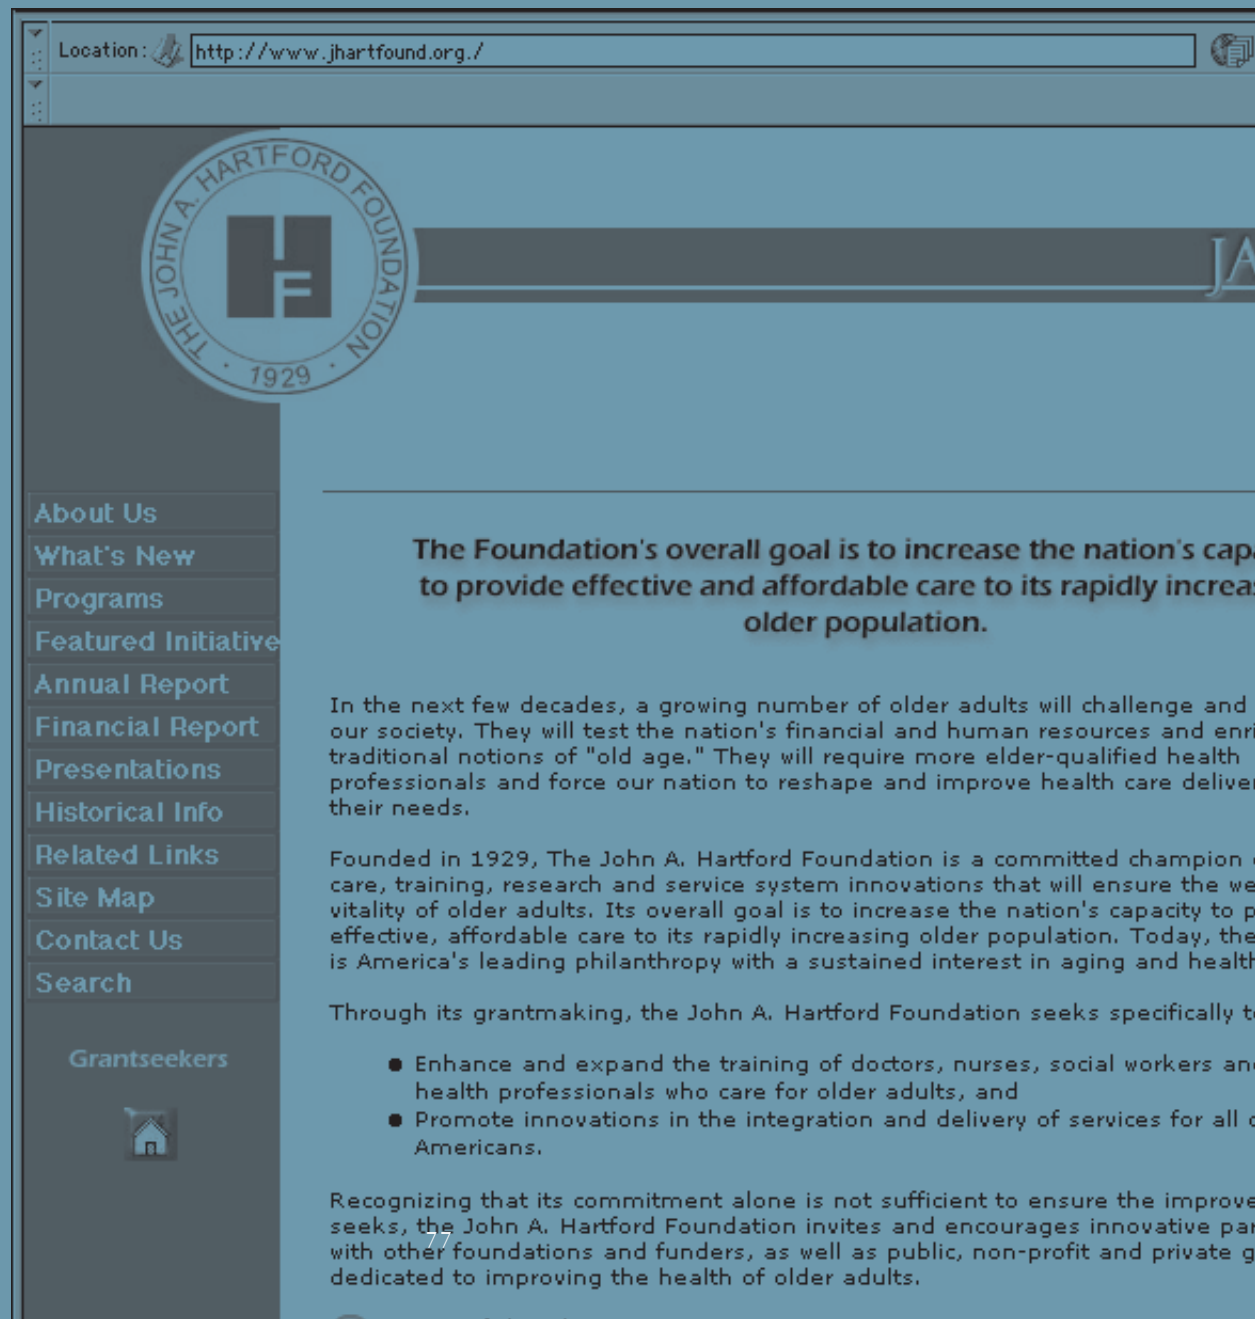 Location: http://www.jhartfound.org./
THE JOHN A. HARTFORD FOUNDATION
· 1929 ·
HF
JA
About Us
What's New
Programs
Featured Initiative
Annual Report
Financial Report
Presentations
Historical Info
Related Links
Site Map
Contact Us
Search
Grantseekers
The Foundation's overall goal is to increase the nation's
to provide effective and affordable care to its rapidly
older population.
In the next few decades, a growing number of older adults will challenge and
our society. They will test the nation's financial and human resources and
traditional notions of "old age." They will require more elder-qualified health
professionals and force our nation to reshape and improve health care
their needs.
Founded in 1929, The John A. Hartford Foundation is a committed champion
care, training, research and service system innovations that will ensure the
vitality of older adults. Its overall goal is to increase the nation's capacity to
effective, affordable care to its rapidly increasing older population. Today, the
is America's leading philanthropy with a sustained interest in aging and health
Through its grantmaking, the John A. Hartford Foundation seeks specifically
● Enhance and expand the training of doctors, nurses, social workers
health professionals who care for older adults, and
● Promote innovations in the integration and delivery of services for all
Americans.
Recognizing that its commitment alone is not sufficient to ensure the
seeks, the John A. Hartford Foundation invites and encourages innovative
77
with other foundations and funders, as well as public, non-profit and private
dedicated to improving the health of older adults.